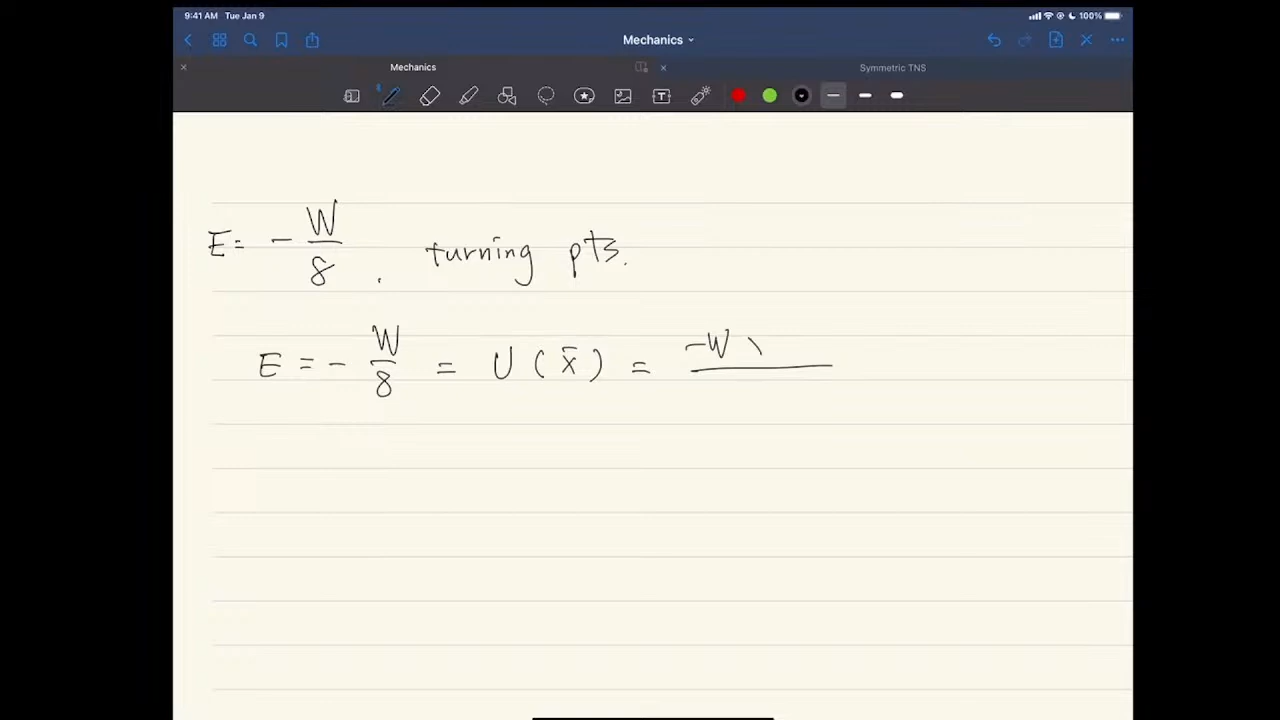 9:41 AM Tue Jan 9
100%
Mechanics
Mechanics
Symmetric TNS
E = - W/8 . turning pts.
E = - W/8 = U ( x̄ ) = -W